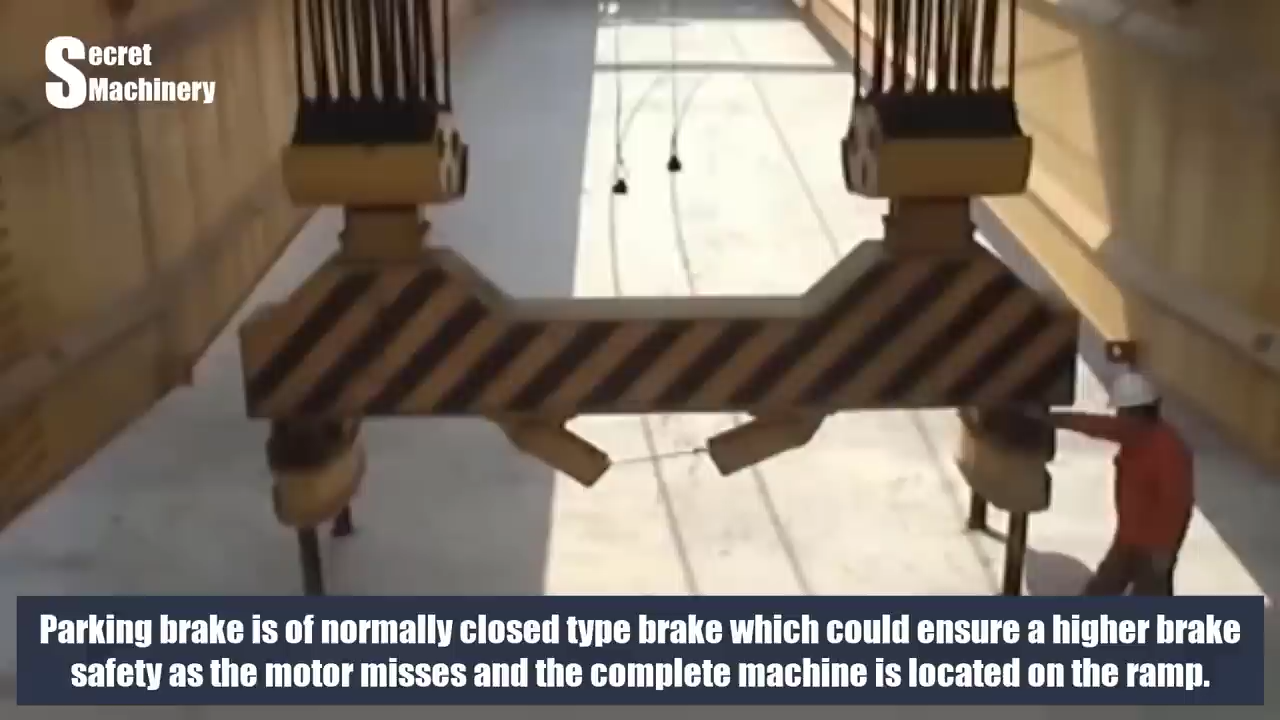 Secret
Machinery
Parking brake is of normally closed type brake which could ensure a higher brake
safety as the motor misses and the complete machine is located on the ramp.